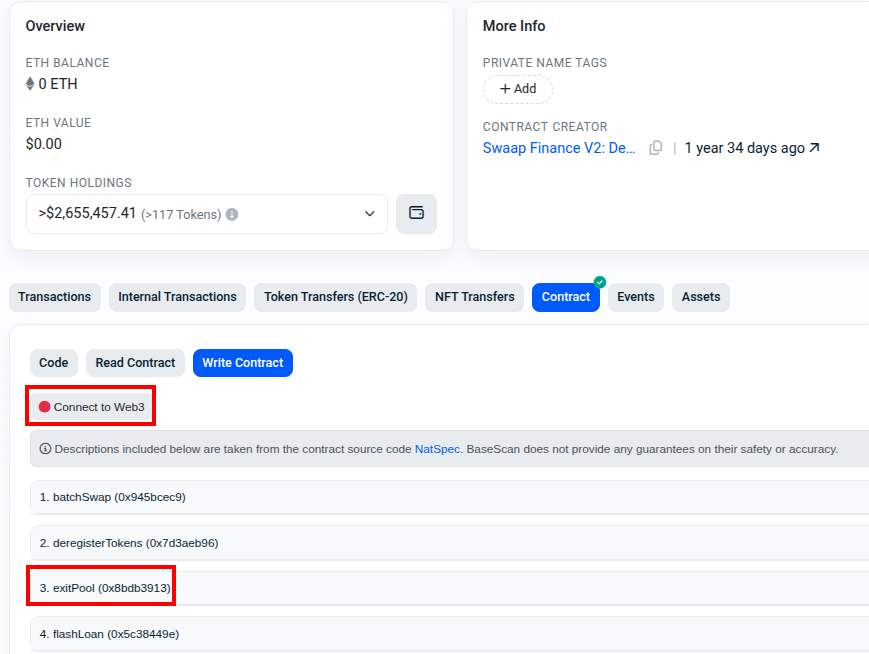 Overview
ETH BALANCE
0 ETH
ETH VALUE
$0.00
TOKEN HOLDINGS
>$2,655,457.41 (>117 Tokens)
More Info
PRIVATE NAME TAGS
+ Add
CONTRACT CREATOR
Swaap Finance V2: De... | 1 year 34 days ago
Transactions Internal Transactions Token Transfers (ERC-20) NFT Transfers Contract Events Assets
Code Read Contract Write Contract
Connect to Web3
Descriptions included below are taken from the contract source code NatSpec. BaseScan does not provide any guarantees on their safety or accuracy.
1. batchSwap (0x945bcec9)
2. deregisterTokens (0x7d3aeb96)
3. exitPool (0x8bdb3913)
4. flashLoan (0x5c38449e)